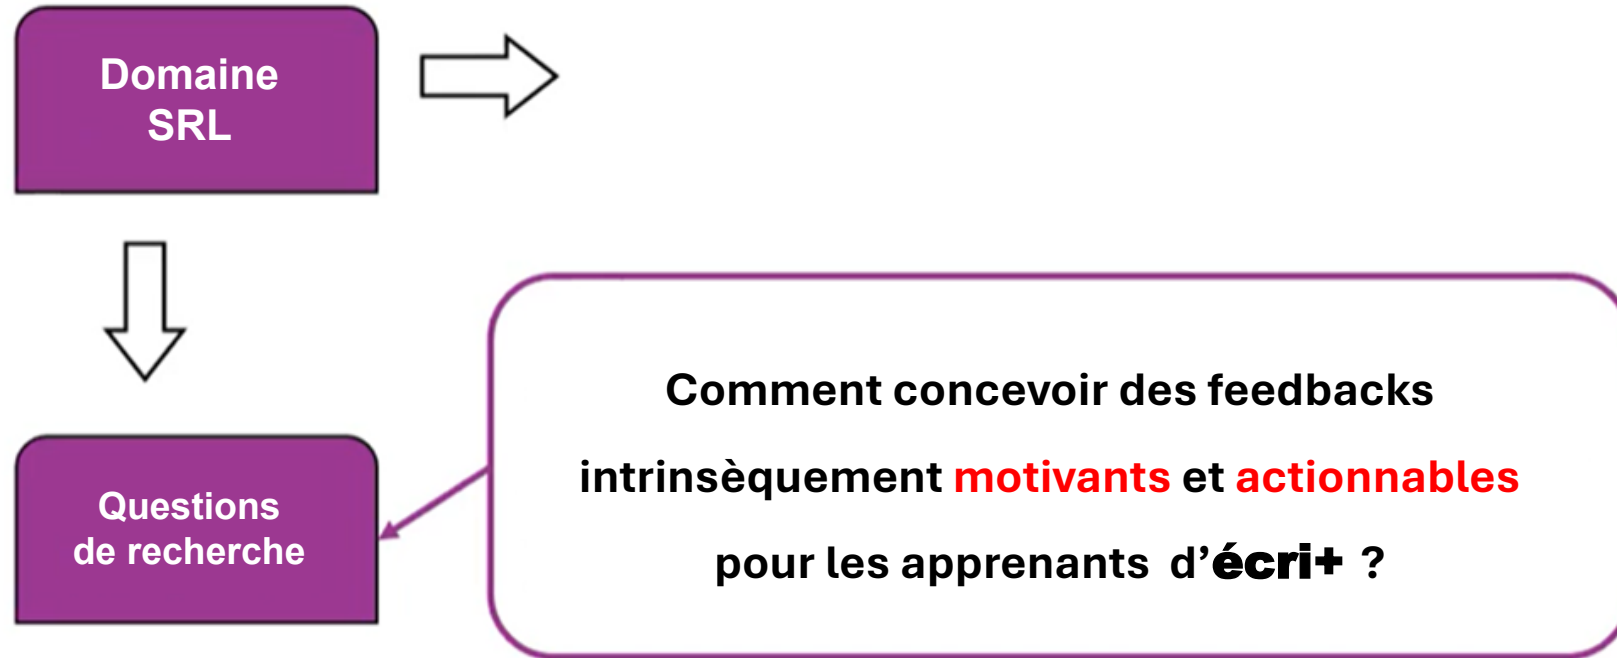 Domaine
SRL
Questions
de recherche
Comment concevoir des feedbacks
intrinsèquement motivants et actionnables
pour les apprenants d’écri+ ?